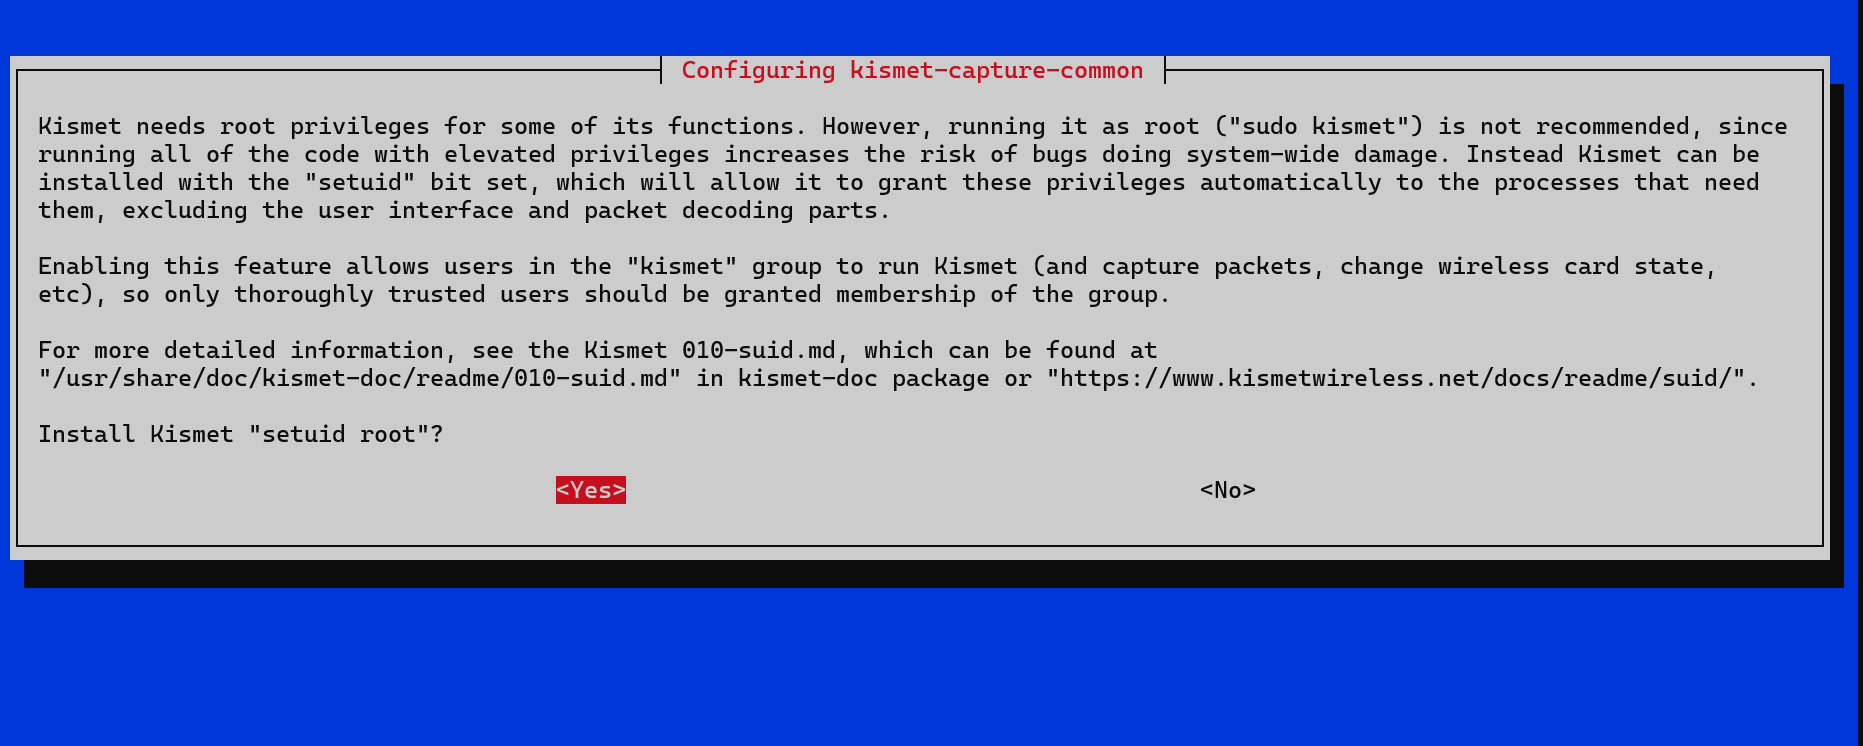 Configuring kismet-capture-common
Kismet needs root privileges for some of its functions. However, running it as root ("sudo kismet") is not recommended, since
running all of the code with elevated privileges increases the risk of bugs doing system-wide damage. Instead Kismet can be
installed with the "setuid" bit set, which will allow it to grant these privileges automatically to the processes that need
them, excluding the user interface and packet decoding parts.
Enabling this feature allows users in the "kismet" group to run Kismet (and capture packets, change wireless card state,
etc), so only thoroughly trusted users should be granted membership of the group.
For more detailed information, see the Kismet 010-suid.md, which can be found at
"/usr/share/doc/kismet-doc/readme/010-suid.md" in kismet-doc package or "https://www.kismetwireless.net/docs/readme/suid/".
Install Kismet "setuid root"?
<Yes> <No>